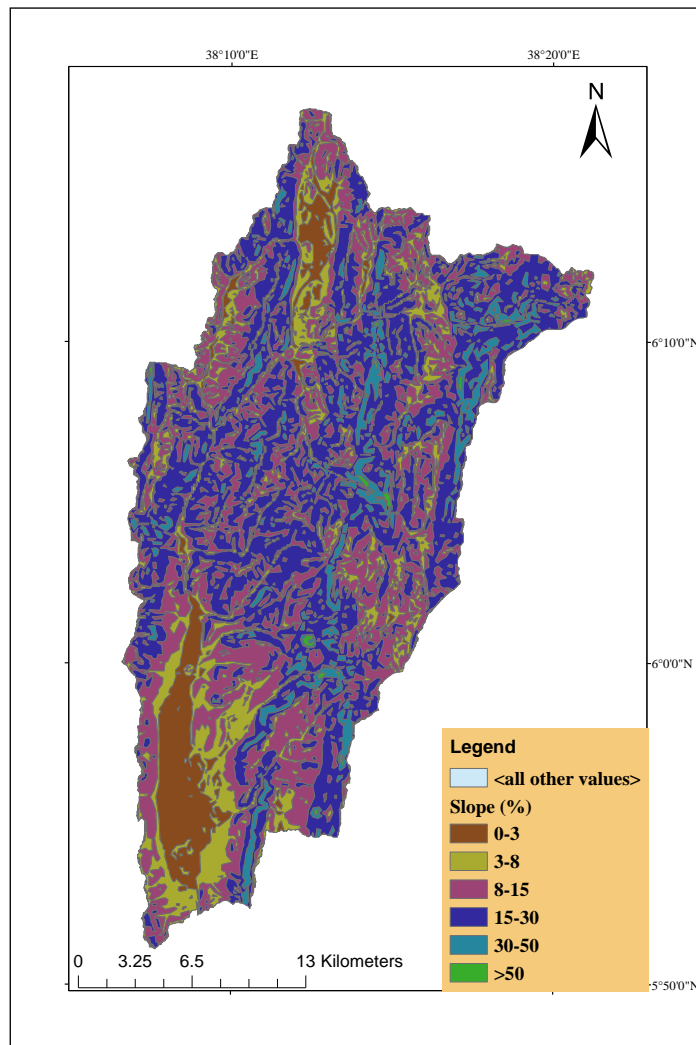 38°10'0"E 38°20'0"E
N
6°10'0"N
6°0'0"N
Legend
<all other values>
Slope (%)
0-3
3-8
8-15
15-30
30-50
>50
0 3.25 6.5 13 Kilometers
5°50'0"N